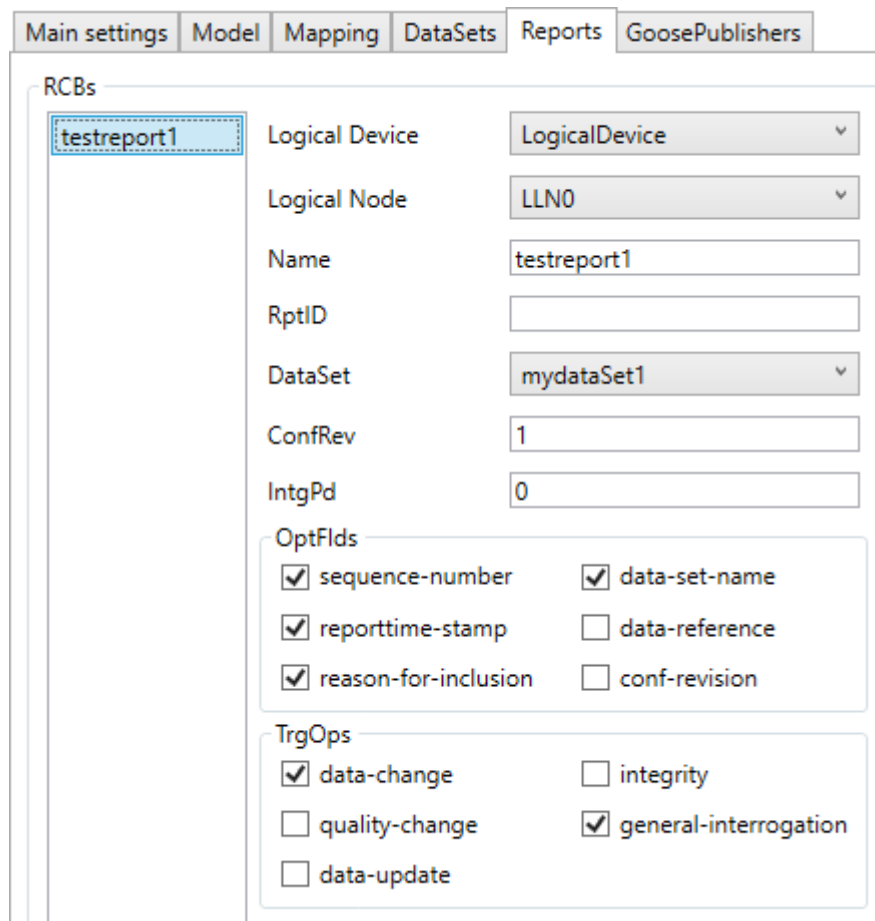 Main settings Model Mapping DataSets Reports GoosePublishers
RCBs
testreport1
Logical Device LogicalDevice
Logical Node LLN0
Name testreport1
RptID
DataSet mydataSet1
ConfRev 1
IntgPd 0
OptFlds
sequence-number data-set-name
reporttime-stamp data-reference
reason-for-inclusion conf-revision
TrgOps
data-change integrity
quality-change general-interrogation
data-update